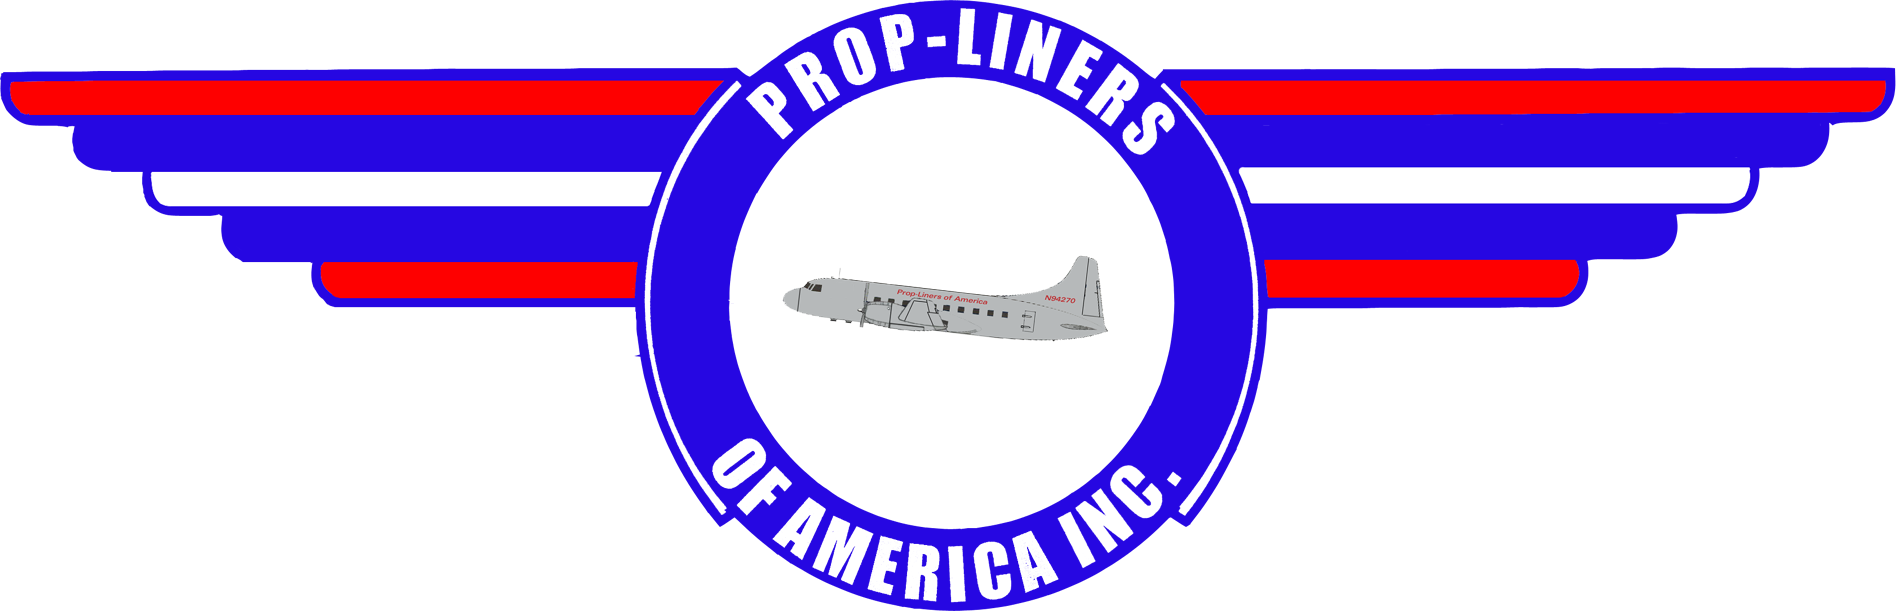 PROP-LINERS
Prop-Liners of America
N94270
OF AMERICA INC.